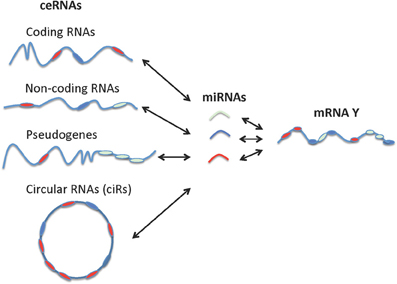 ceRNAs
Coding RNAs
Non-coding RNAs
miRNAs
mRNA Y
Pseudogenes
Circular RNAs (ciRs)